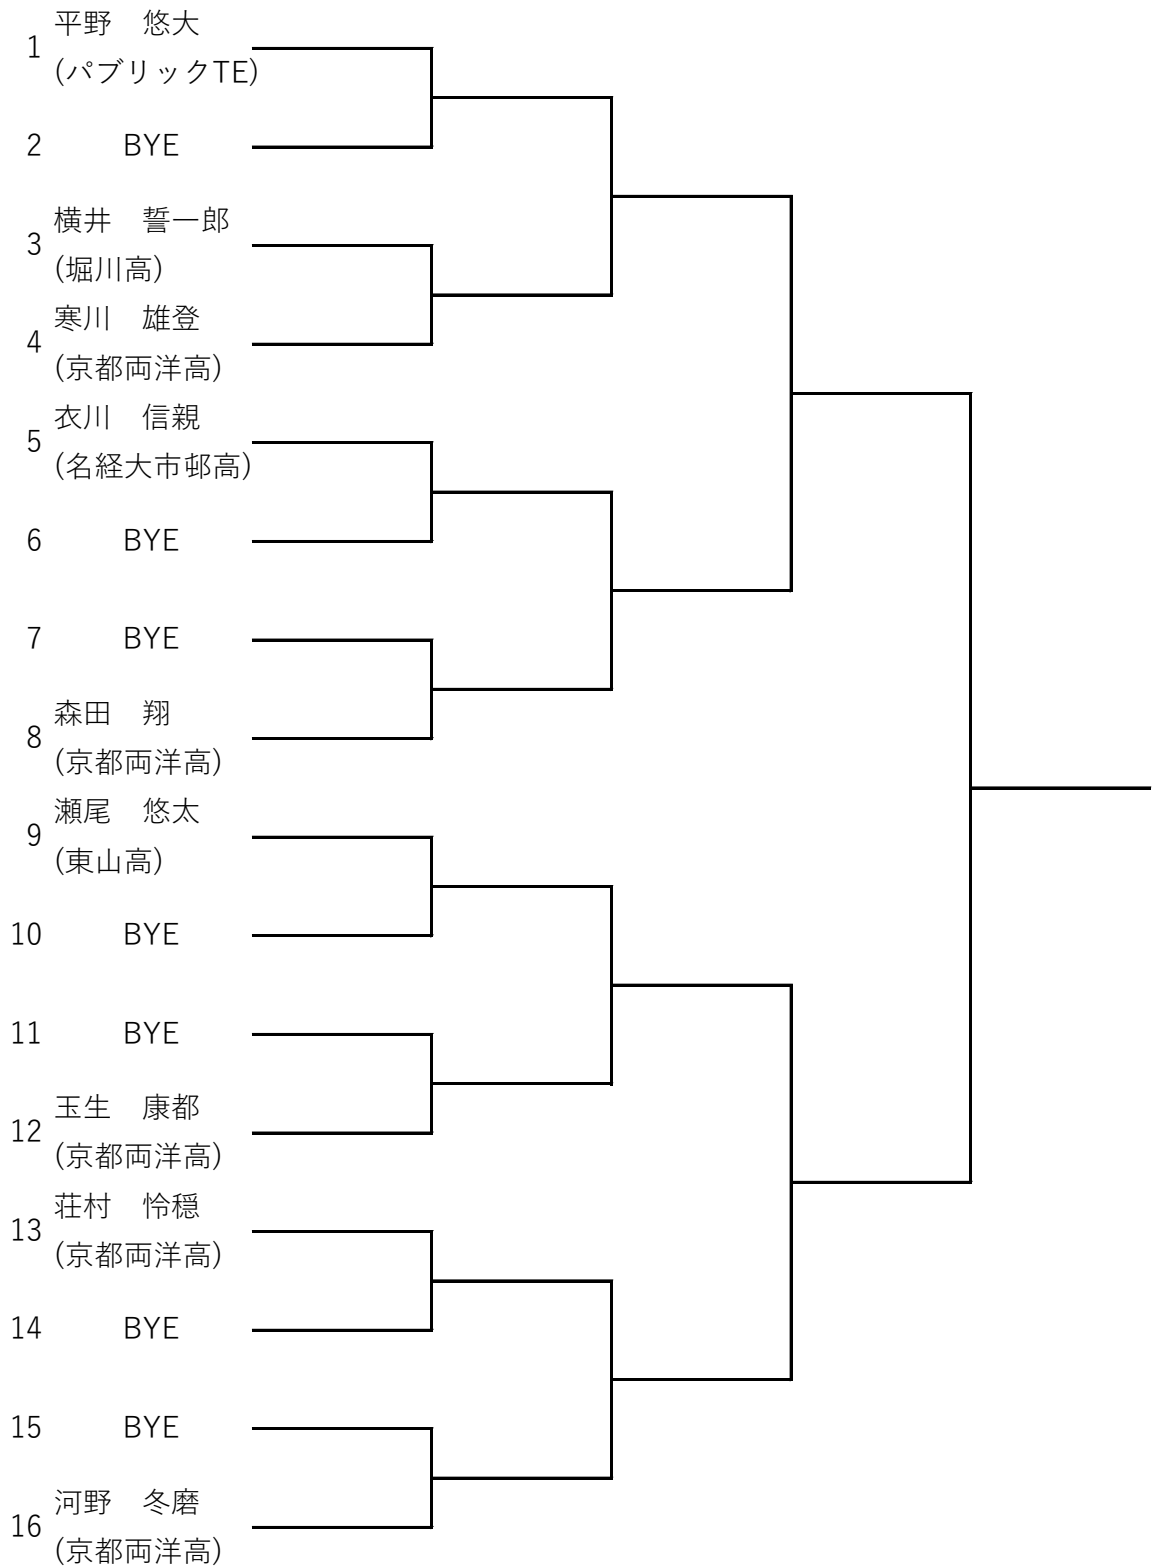 1 平野　悠大
(パブリックTE)
2 BYE
3 横井　誓一郎
(堀川高)
4 寒川　雄登
(京都両洋高)
5 衣川　信親
(名経大市邨高)
6 BYE
7 BYE
8 森田　翔
(京都両洋高)
9 瀬尾　悠太
(東山高)
10 BYE
11 BYE
12 玉生　康都
(京都両洋高)
13 荘村　怜穏
(京都両洋高)
14 BYE
15 BYE
16 河野　冬磨
(京都両洋高)